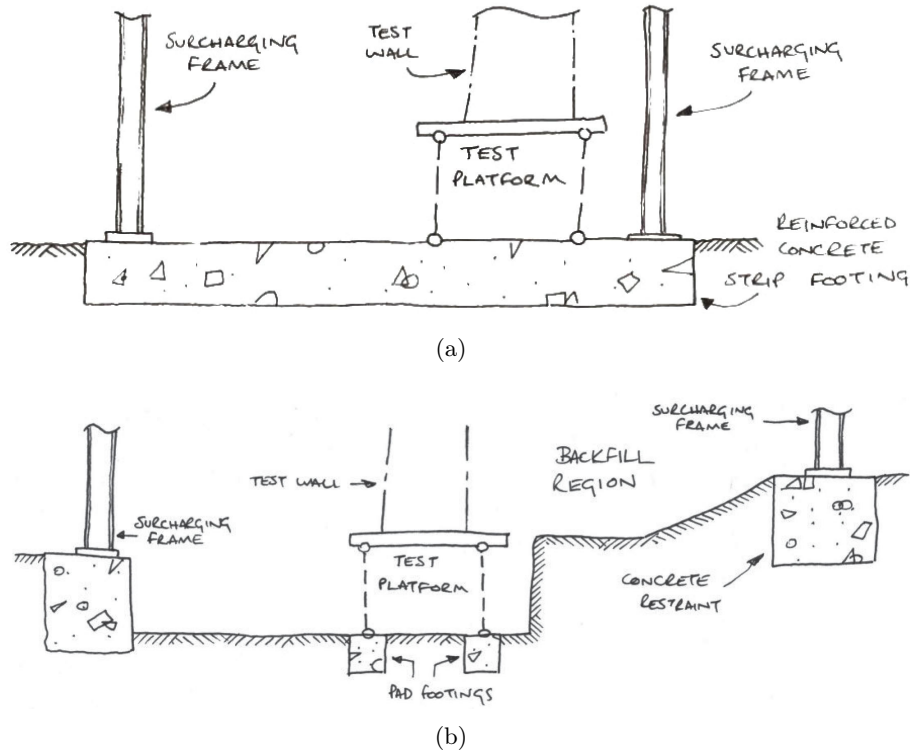 SURCHARGING
FRAME
TEST
WALL
SURCHARGING
FRAME
TEST
PLATFORM
REINFORCED
CONCRETE
STRIP FOOTING
(a)
SURCHARGING
FRAME
BACKFILL
REGION
TEST WALL
SURCHARGING
FRAME
TEST
PLATFORM
CONCRETE
RESTRAINT
PAD FOOTINGS
(b)